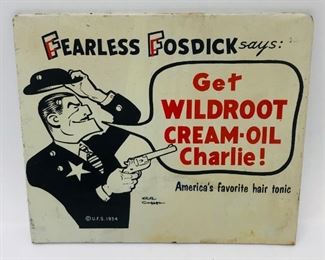 FEARLESS FOSDICK says:
Get
WILDROOT
CREAM-OIL
Charlie!
America's favorite hair tonic
©U.F.S. 1954